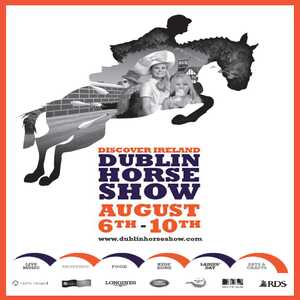 DISCOVER IRELAND
DUBLIN
HORSE
SHOW
AUGUST
6TH - 10TH
www.dublinhorseshow.com
LIVE
MUSIC
SHOPPING
FOOD
KIDS
ZONE
LADIES'
DAY
ARTS &
CRAFTS
LONGINES
RDS